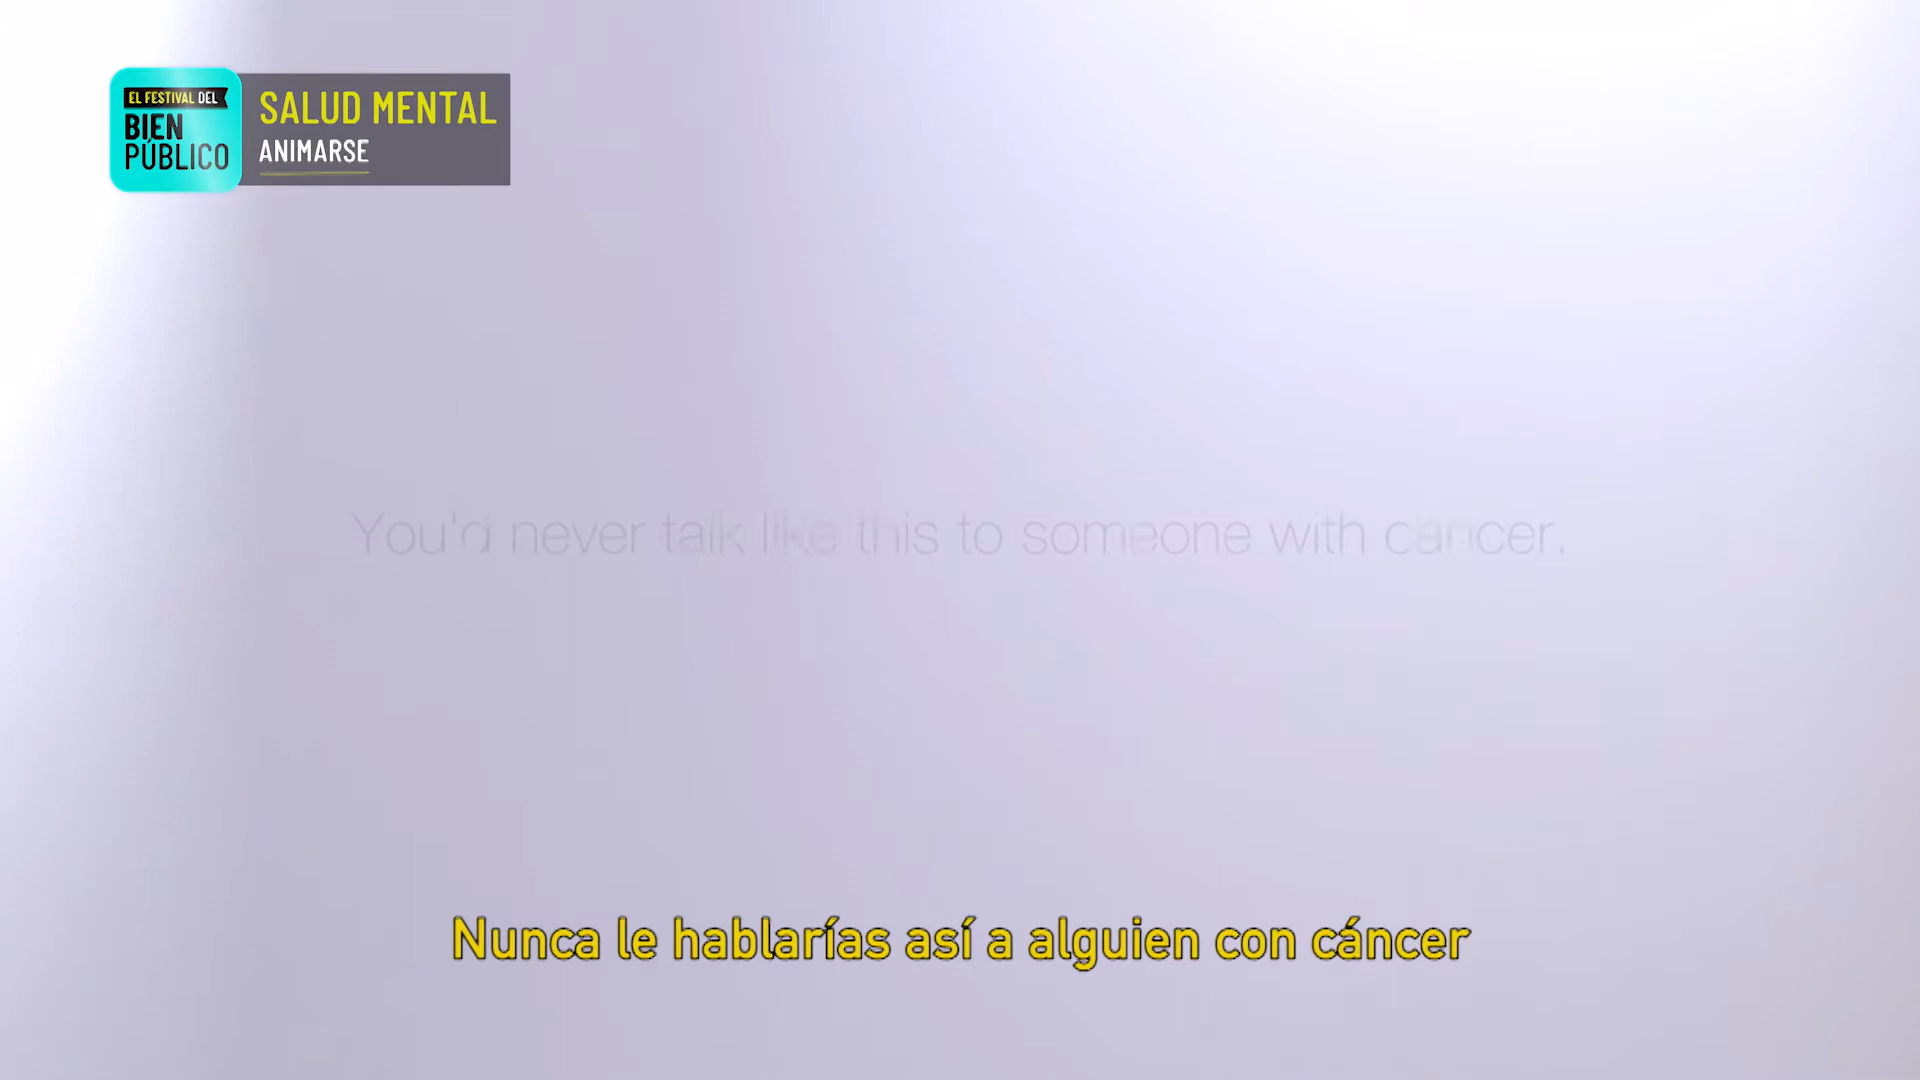 EL FESTIVAL DEL
BIEN
PÚBLICO
SALUD MENTAL
ANIMARSE
You'd never talk like this to someone with cancer.
Nunca le hablarías así a alguien con cáncer